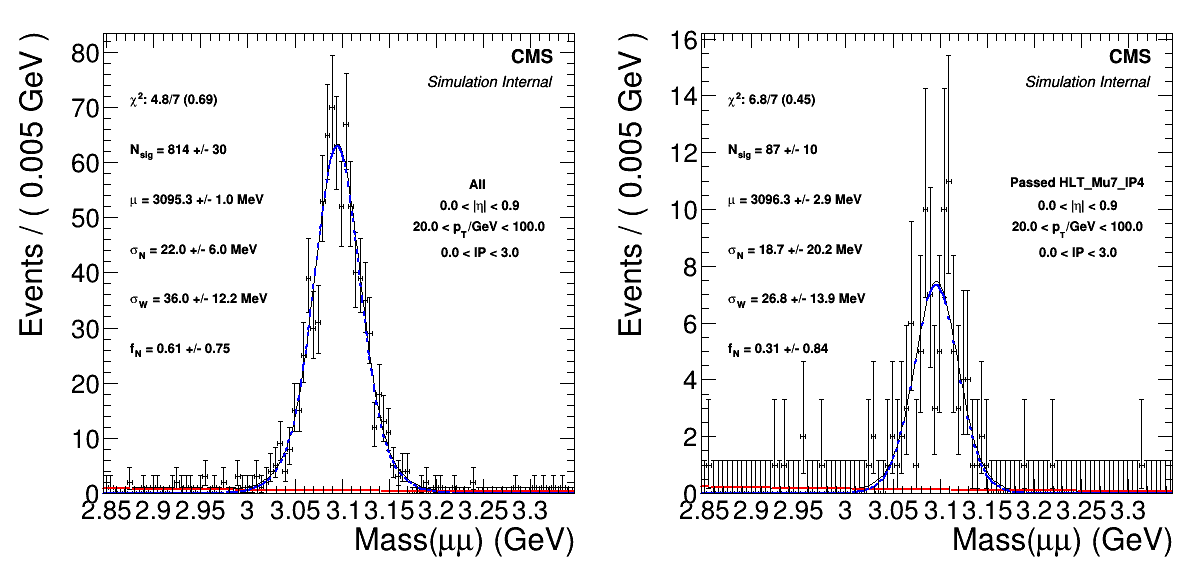 CMS
Simulation Internal
χ²: 4.8/7 (0.69)
N_sig = 814 +/- 30
μ = 3095.3 +/- 1.0 MeV
σ_N = 22.0 +/- 6.0 MeV
σ_W = 36.0 +/- 12.2 MeV
f_N = 0.61 +/- 0.75
All
0.0 < |η| < 0.9
20.0 < p_T/GeV < 100.0
0.0 < IP < 3.0
Events / ( 0.005 GeV )
80
70
60
50
40
30
20
10
0
2.85 2.9 2.95 3 3.05 3.1 3.15 3.2 3.25 3.3
Mass(μμ) (GeV)
CMS
Simulation Internal
χ²: 6.8/7 (0.45)
N_sig = 87 +/- 10
μ = 3096.3 +/- 2.9 MeV
σ_N = 18.7 +/- 20.2 MeV
σ_W = 26.8 +/- 13.9 MeV
f_N = 0.31 +/- 0.84
Passed HLT_Mu7_IP4
0.0 < |η| < 0.9
20.0 < p_T/GeV < 100.0
0.0 < IP < 3.0
Events / ( 0.005 GeV )
16
14
12
10
8
6
4
2
0
2.85 2.9 2.95 3 3.05 3.1 3.15 3.2 3.25 3.3
Mass(μμ) (GeV)